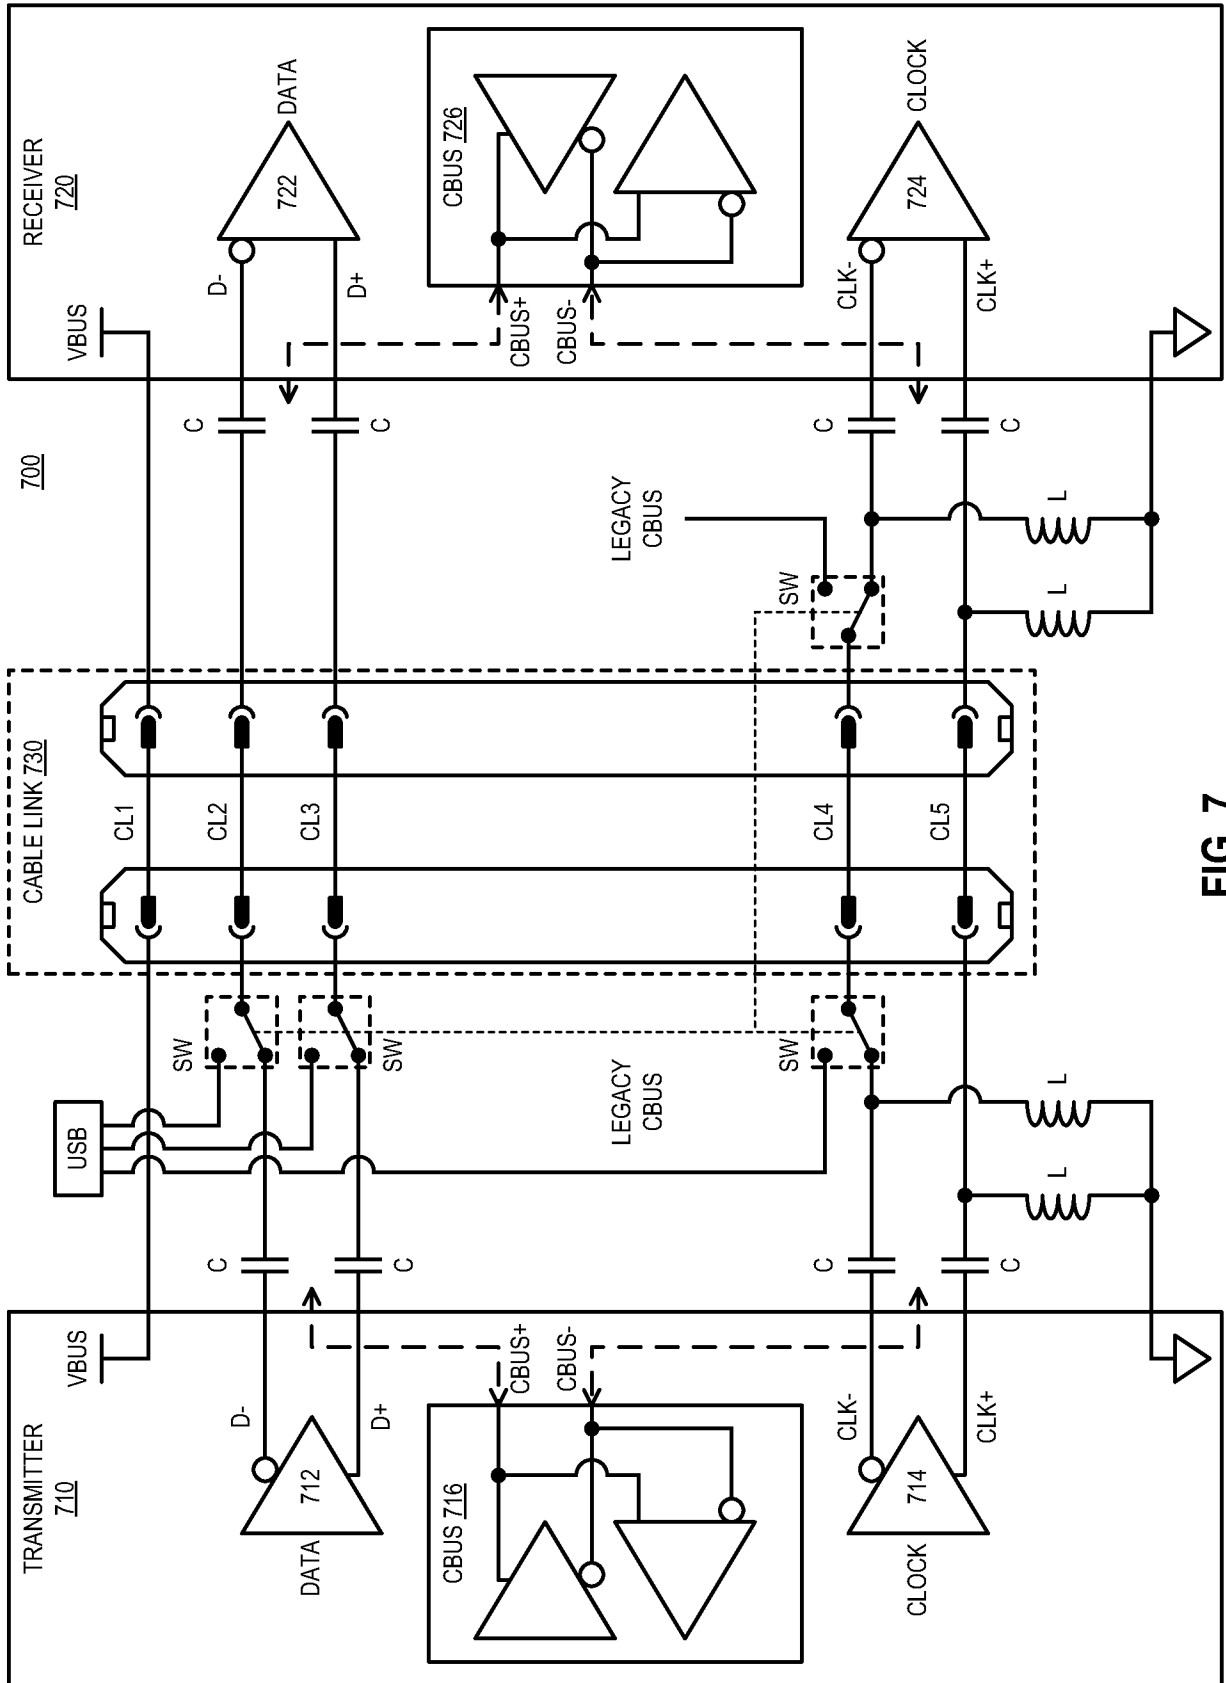 TRANSMITTER
710
VBUS
DATA
712
D-
D+
CBUS 716
CBUS+
CBUS-
CLOCK
714
CLK-
CLK+
C
C
C
C
USB
SW
SW
SW
LEGACY
CBUS
L
L
CABLE LINK 730
CL1
CL2
CL3
CL4
CL5
SW
LEGACY
CBUS
L
L
700
C
C
C
C
RECEIVER
720
VBUS
D-
D+
722
DATA
CBUS 726
CBUS+
CBUS-
CLK-
CLK+
724
CLOCK
FIG. 7